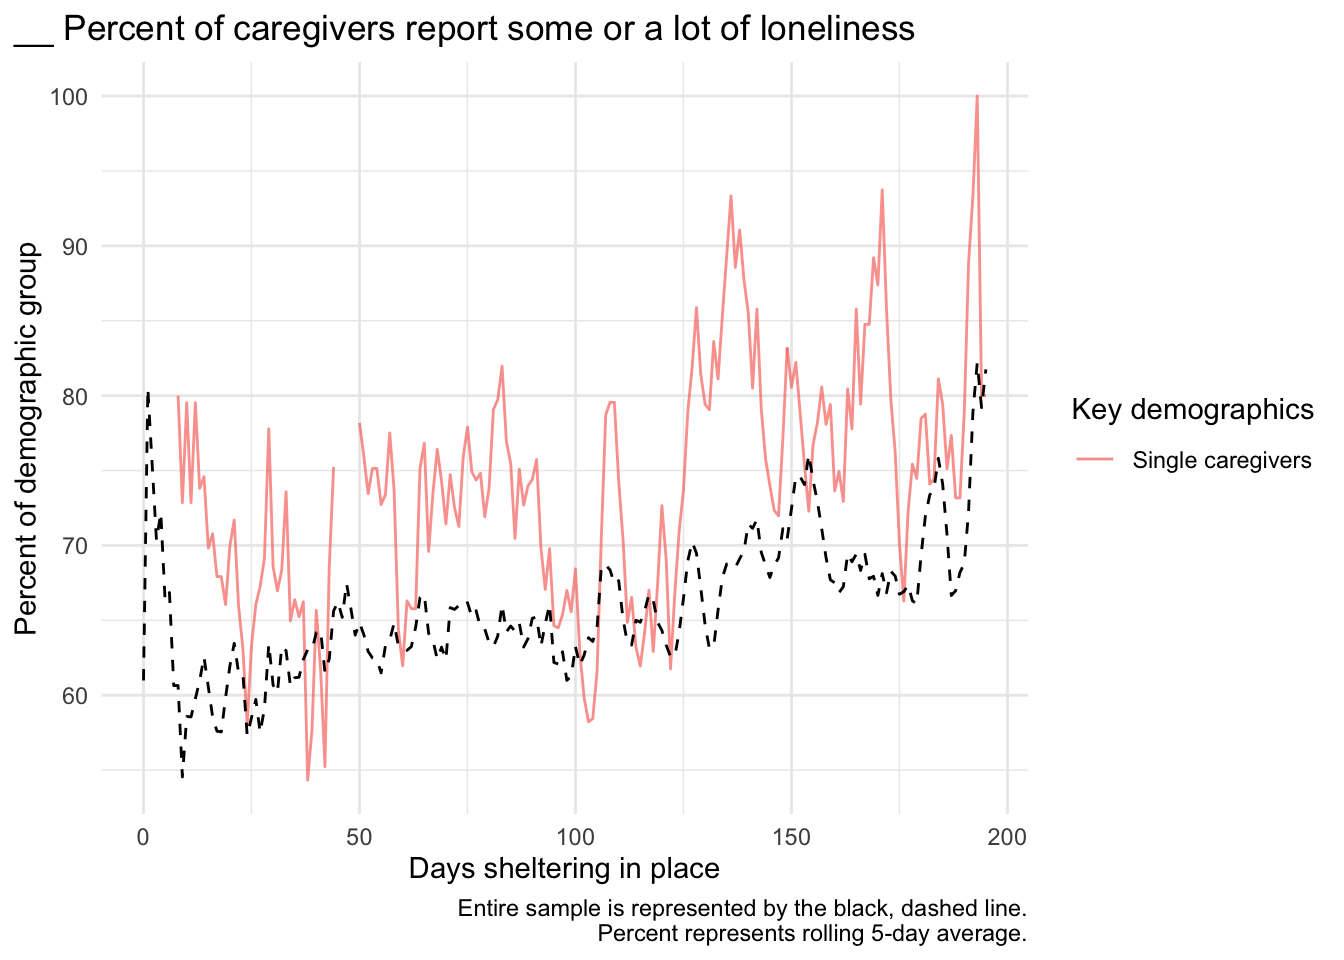 __ Percent of caregivers report some or a lot of loneliness
Percent of demographic group
100
90
80
70
60
0
50
100
150
200
Days sheltering in place
Key demographics
Single caregivers
Entire sample is represented by the black, dashed line.
Percent represents rolling 5-day average.